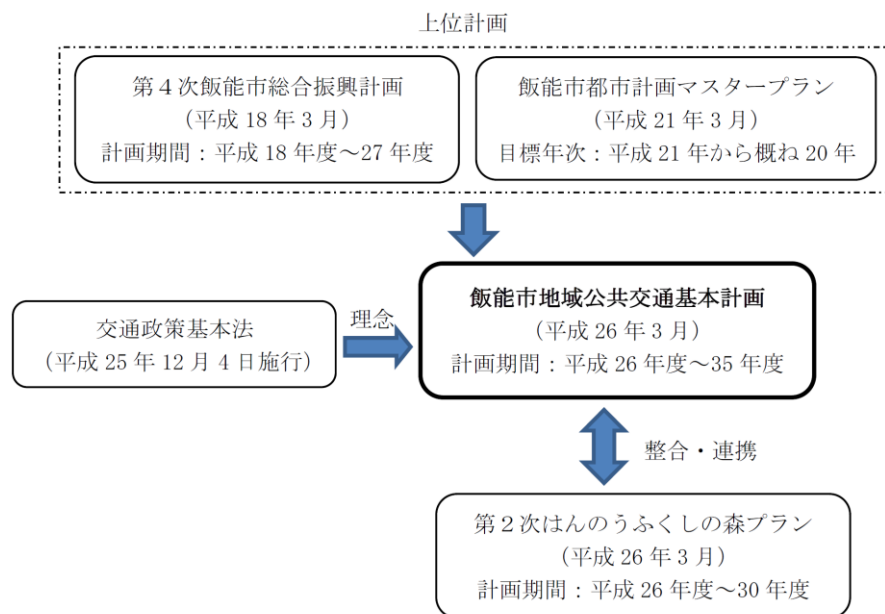 上位計画
第４次飯能市総合振興計画
（平成 18 年 3 月）
計画期間：平成 18 年度～27 年度
飯能市都市計画マスタープラン
（平成 21 年 3 月）
目標年次：平成 21 年から概ね 20 年
飯能市地域公共交通基本計画
（平成 26 年 3 月）
計画期間：平成 26 年度～35 年度
理念
交通政策基本法
（平成 25 年 12 月 4 日施行）
整合・連携
第２次はんのうふくしの森プラン
（平成 26 年 3 月）
計画期間：平成 26 年度～30 年度